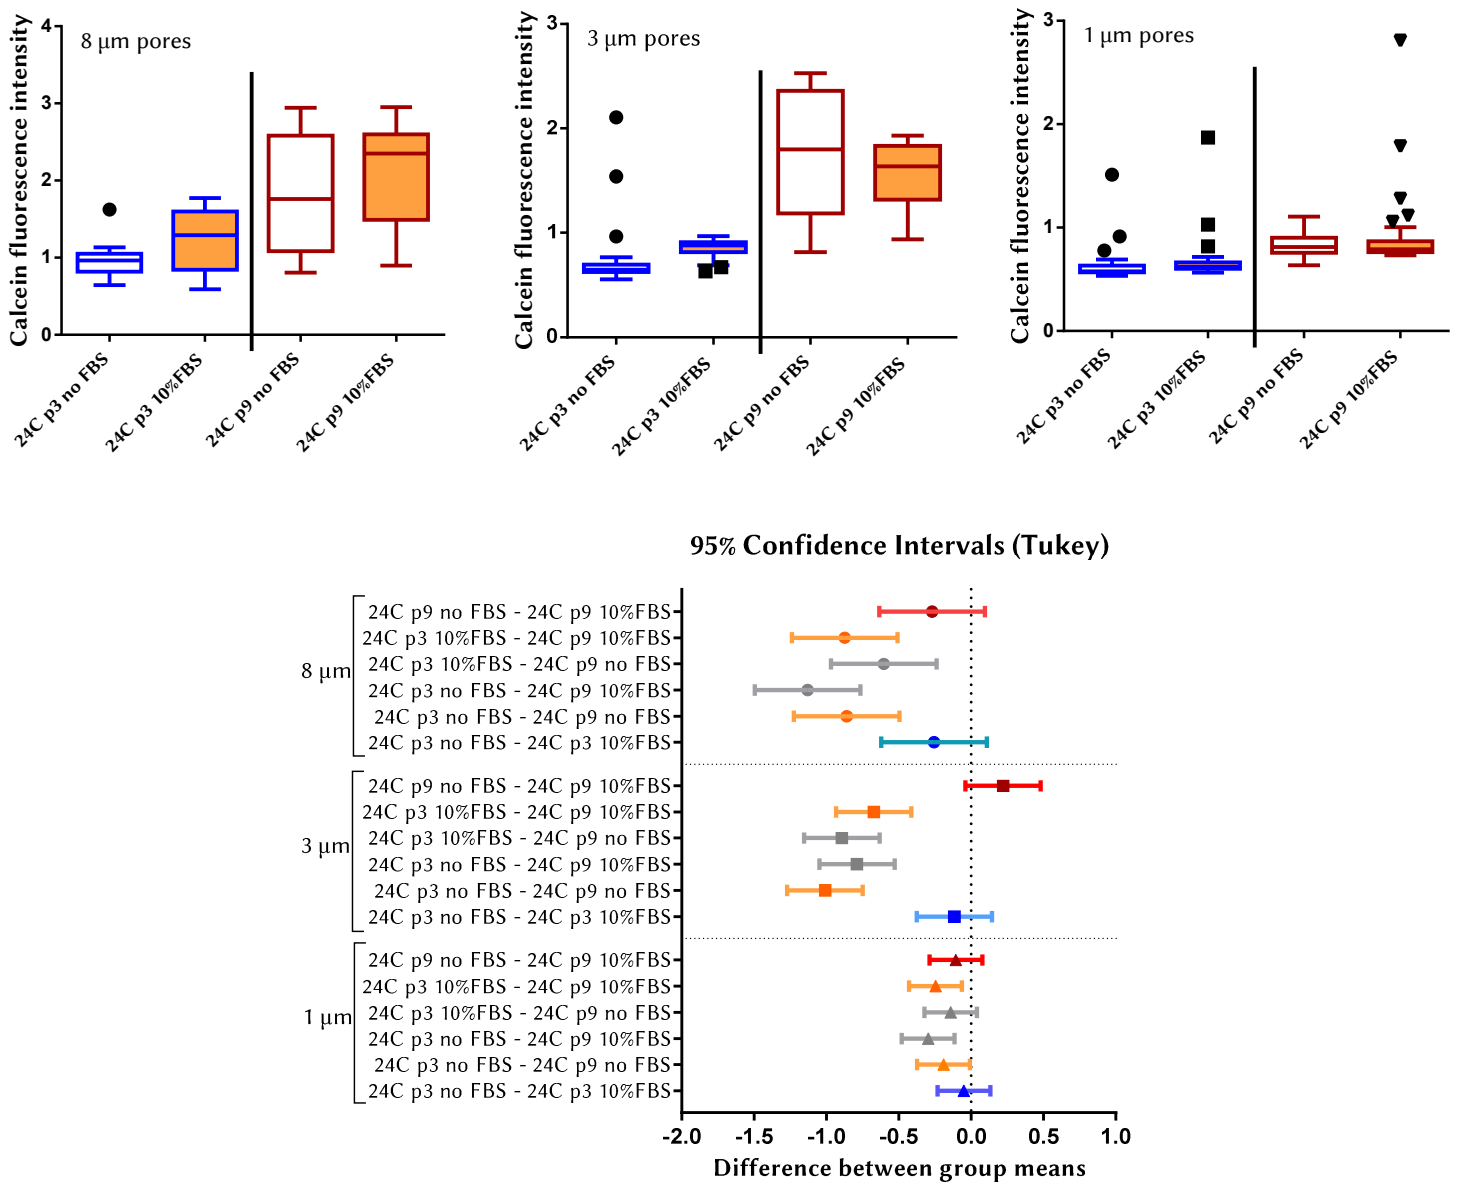 8 µm pores
Calcein fluorescence intensity
4
3
2
1
0
24C p3 no FBS
24C p3 10%FBS
24C p9 no FBS
24C p9 10%FBS
3 µm pores
Calcein fluorescence intensity
3
2
1
0
24C p3 no FBS
24C p3 10%FBS
24C p9 no FBS
24C p9 10%FBS
1 µm pores
Calcein fluorescence intensity
3
2
1
0
24C p3 no FBS
24C p3 10%FBS
24C p9 no FBS
24C p9 10%FBS
95% Confidence Intervals (Tukey)
8 µm
24C p9 no FBS - 24C p9 10%FBS
24C p3 10%FBS - 24C p9 10%FBS
24C p3 10%FBS - 24C p9 no FBS
24C p3 no FBS - 24C p9 10%FBS
24C p3 no FBS - 24C p9 no FBS
24C p3 no FBS - 24C p3 10%FBS
3 µm
24C p9 no FBS - 24C p9 10%FBS
24C p3 10%FBS - 24C p9 10%FBS
24C p3 10%FBS - 24C p9 no FBS
24C p3 no FBS - 24C p9 10%FBS
24C p3 no FBS - 24C p9 no FBS
24C p3 no FBS - 24C p3 10%FBS
1 µm
24C p9 no FBS - 24C p9 10%FBS
24C p3 10%FBS - 24C p9 10%FBS
24C p3 10%FBS - 24C p9 no FBS
24C p3 no FBS - 24C p9 10%FBS
24C p3 no FBS - 24C p9 no FBS
24C p3 no FBS - 24C p3 10%FBS
-2.0 -1.5 -1.0 -0.5 0.0 0.5 1.0
Difference between group means